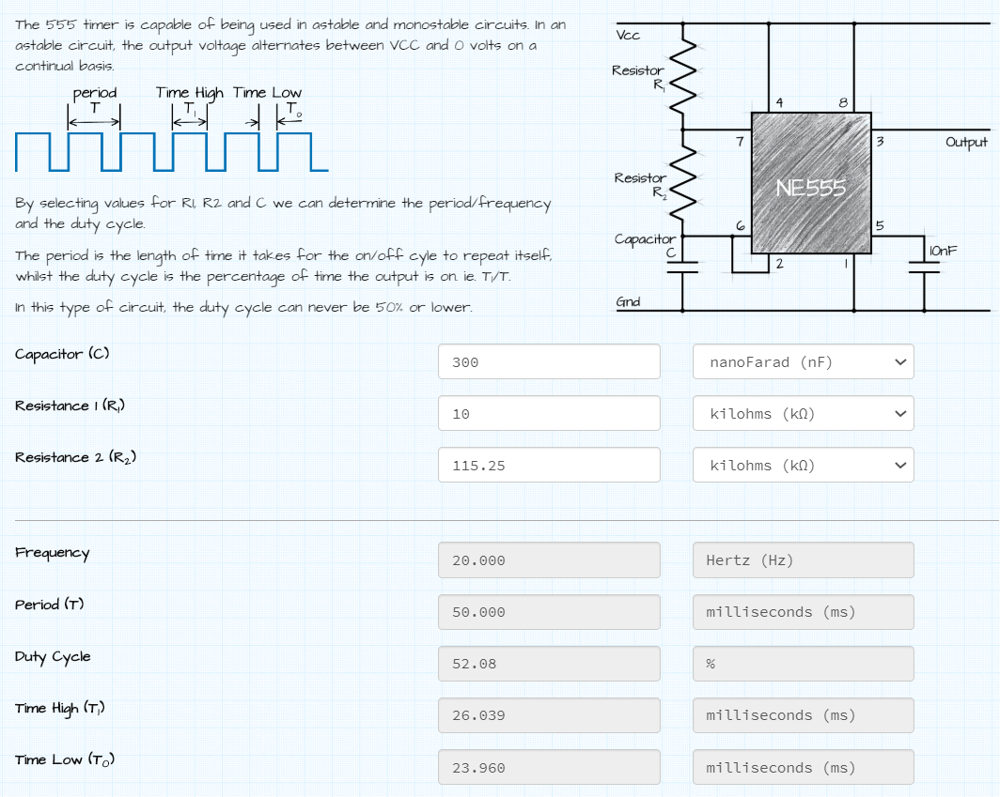 The 555 timer is capable of being used in astable and monostable circuits. In an
astable circuit, the output voltage alternates between VCC and 0 volts on a
continual basis.
period
T
Time High
T1
Time Low
T0
By selecting values for R1, R2 and C we can determine the period/frequency
and the duty cycle.
The period is the length of time it takes for the on/off cyle to repeat itself,
whilst the duty cycle is the percentage of time the output is on. ie. T1/T.
In this type of circuit, the duty cycle can never be 50% or lower.
Vcc
Resistor
R1
4
8
7
3
Output
Resistor
R2
NE555
6
5
Capacitor
C
10nF
2
1
Gnd
Capacitor (C)
300
nanoFarad (nF)
Resistance 1 (R1)
10
kilohms (kΩ)
Resistance 2 (R2)
115.25
kilohms (kΩ)
Frequency
20.000
Hertz (Hz)
Period (T)
50.000
milliseconds (ms)
Duty Cycle
52.08
%
Time High (T1)
26.039
milliseconds (ms)
Time Low (T0)
23.960
milliseconds (ms)